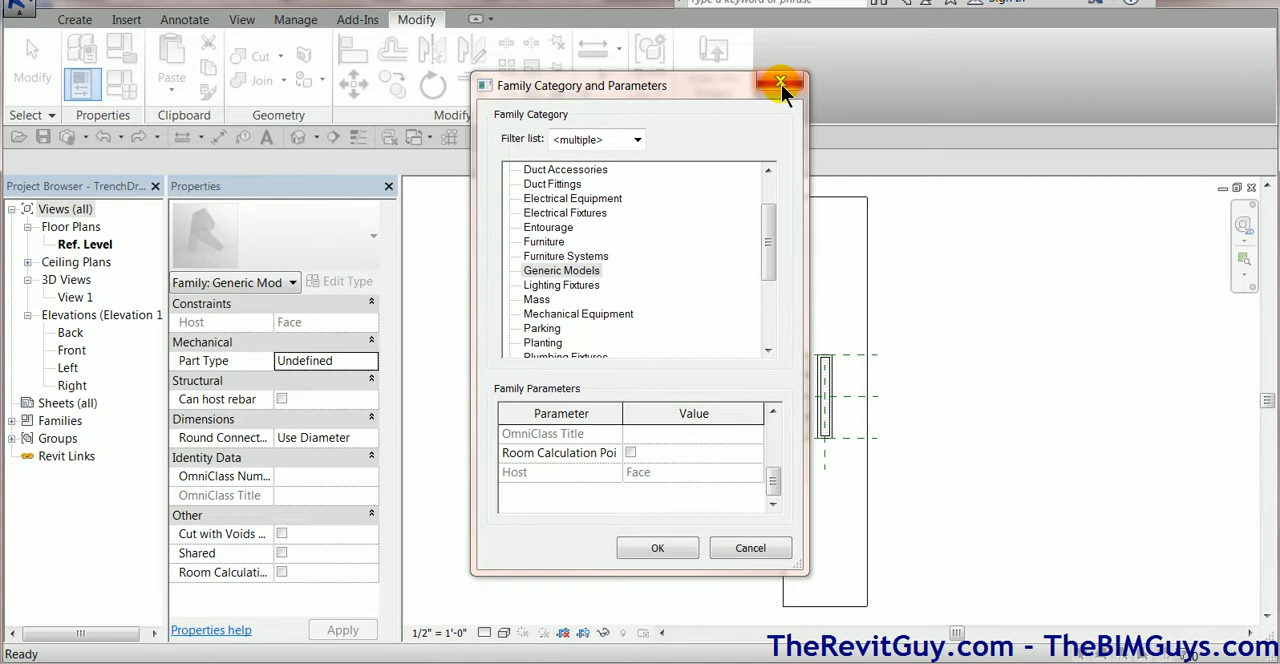 Create Insert Annotate View Manage Add-Ins Modify
Modify
Paste
Cut
Join
Select Properties Clipboard Geometry
Family Category and Parameters
Family Category
Filter list: <multiple>
Duct Accessories
Duct Fittings
Electrical Equipment
Electrical Fixtures
Entourage
Furniture
Furniture Systems
Generic Models
Lighting Fixtures
Mass
Mechanical Equipment
Parking
Planting
Plumbing Fixtures
Family Parameters
Parameter Value
OmniClass Title
Room Calculation Poi
Host Face
OK Cancel
Project Browser - TrenchDr...
Views (all)
Floor Plans
Ref. Level
Ceiling Plans
3D Views
View 1
Elevations (Elevation 1
Back
Front
Left
Right
Sheets (all)
Families
Groups
Revit Links
Properties
Family: Generic Mod Edit Type
Constraints
Host Face
Mechanical
Part Type Undefined
Structural
Can host rebar
Dimensions
Round Connect... Use Diameter
Identity Data
OmniClass Num...
OmniClass Title
Other
Cut with Voids ...
Shared
Room Calculati...
Properties help Apply
1/2" = 1'-0"
Ready
TheRevitGuy.com - TheBIMGuys.com